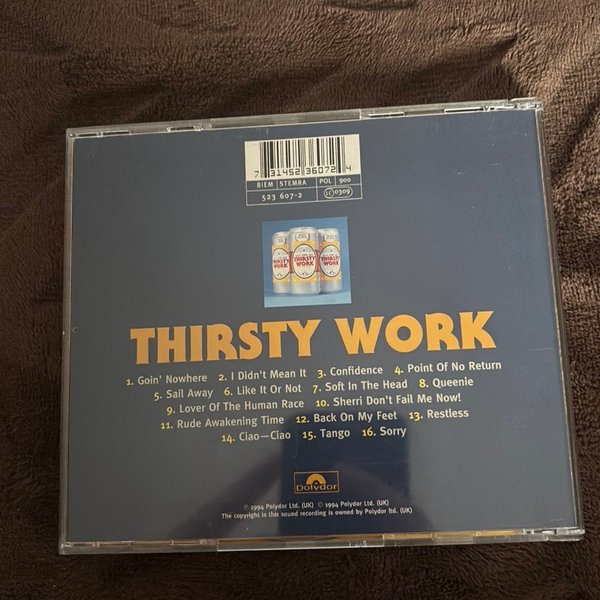 7 31452 36072 4
BIEM STEMRA POL 900
523 607-2 LC 0309
THIRSTY WORK
THIRSTY WORK
THIRSTY WORK
THIRSTY WORK
1. Goin' Nowhere 2. I Didn't Mean It 3. Confidence 4. Point Of No Return
5. Sail Away 6. Like It Or Not 7. Soft In The Head 8. Queenie
9. Lover Of The Human Race 10. Sherri Don't Fail Me Now!
11. Rude Awakening Time 12. Back On My Feet 13. Restless
14. Ciao—Ciao 15. Tango 16. Sorry
Polydor
℗ 1994 Polydor Ltd. (UK) © 1994 Polydor Ltd. (UK)
The copyright in this sound recording is owned by Polydor ltd. (UK)